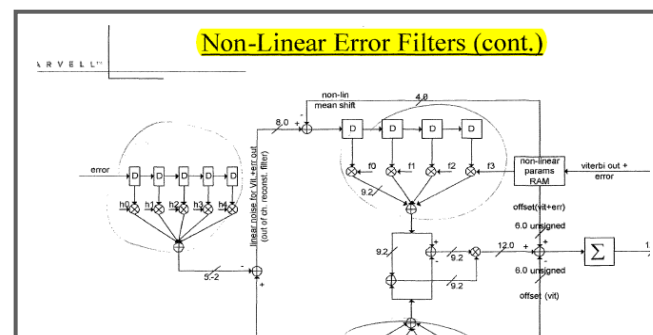 Non-Linear Error Filters (cont.)
ARVELL
non-lin
mean shift
4.0
8.0
+
-
D
D
D
D
linear noise for Vit.+err out
(out of ch. reconst. filter)
error
D
D
D
D
D
f0
f1
f2
f3
non-linear
params
RAM
viterbi out +
error
h0
h1
h2
h3
h4
9.2
offset(vit+err)
6.0 unsigned
9.2
+
-
9.2
12.0
+
+
-
Σ
9.2
6.0 unsigned
offset (vit)
-
+